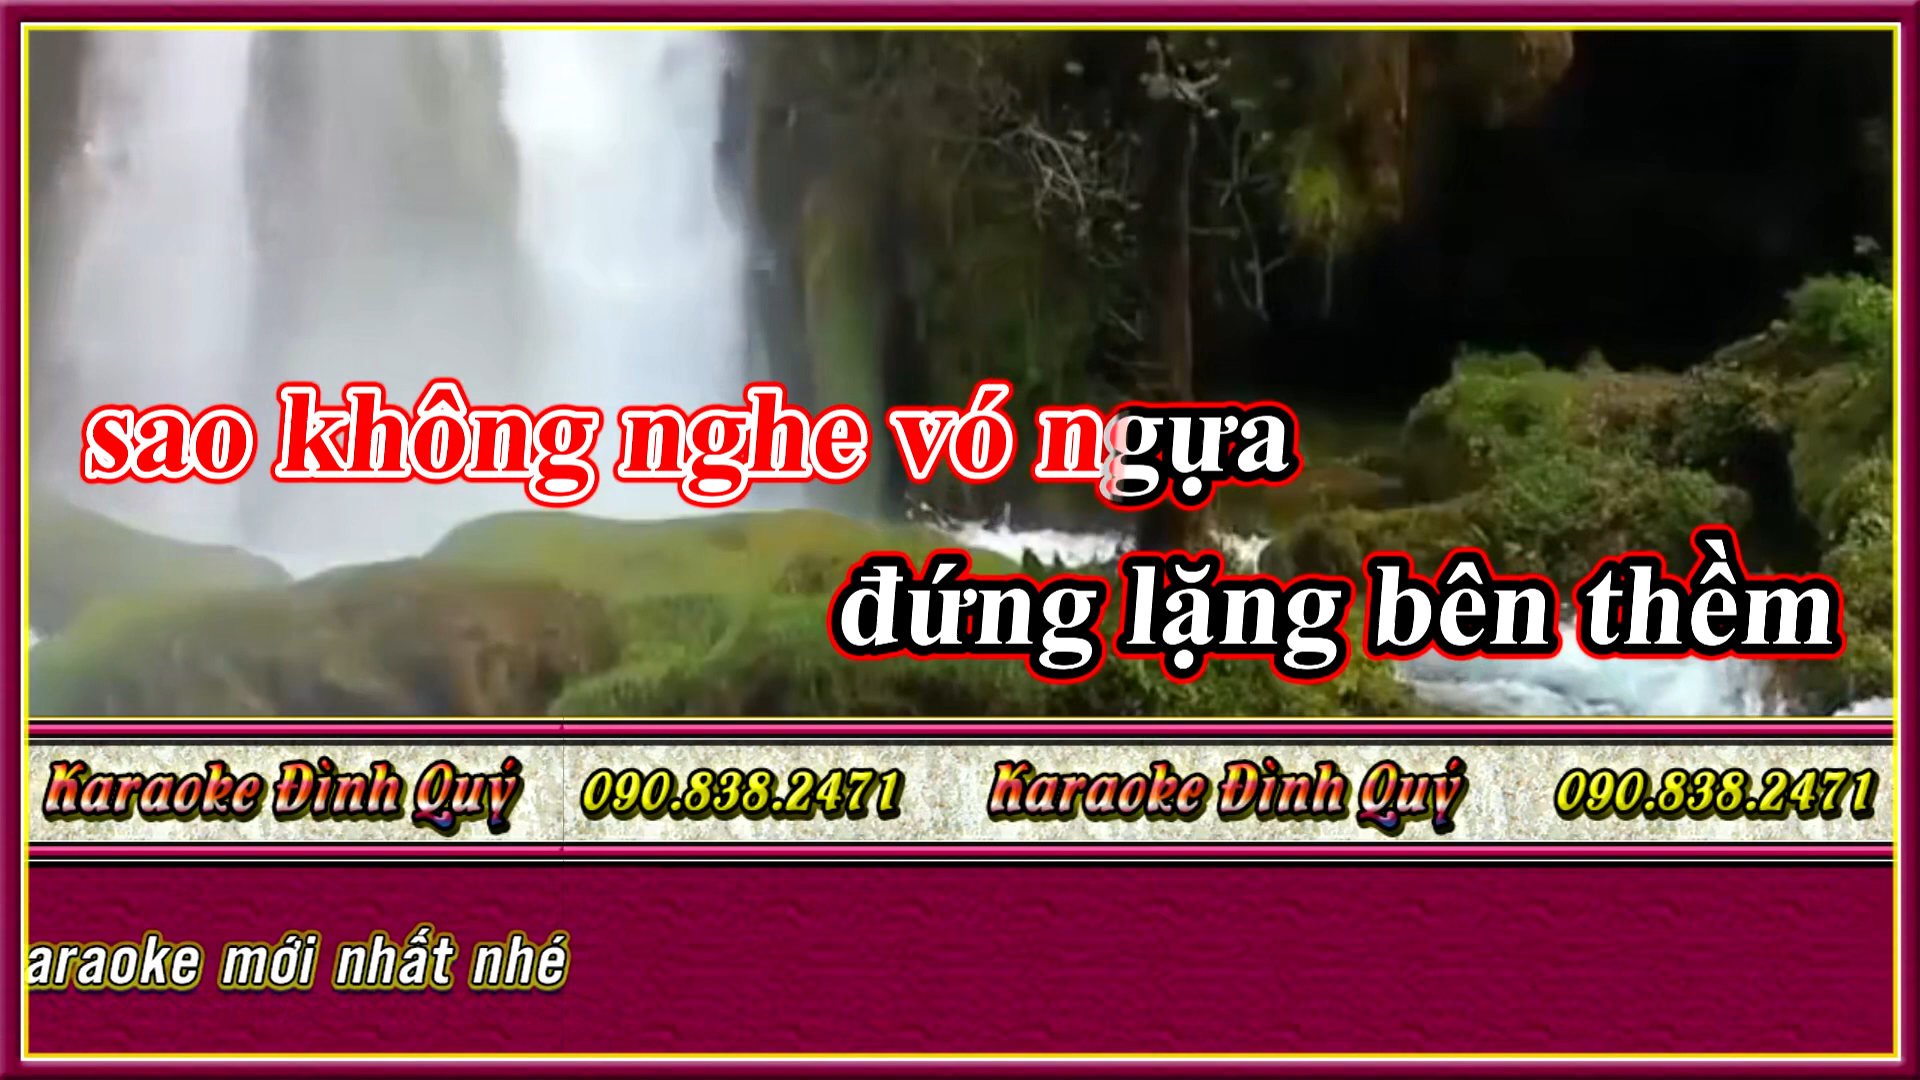 sao không nghe vó ngựa
đứng lặng bên thềm
Karaoke Đình Quý 090.838.2471 Karaoke Đình Quý 090.838.2471
araoke mới nhất nhé